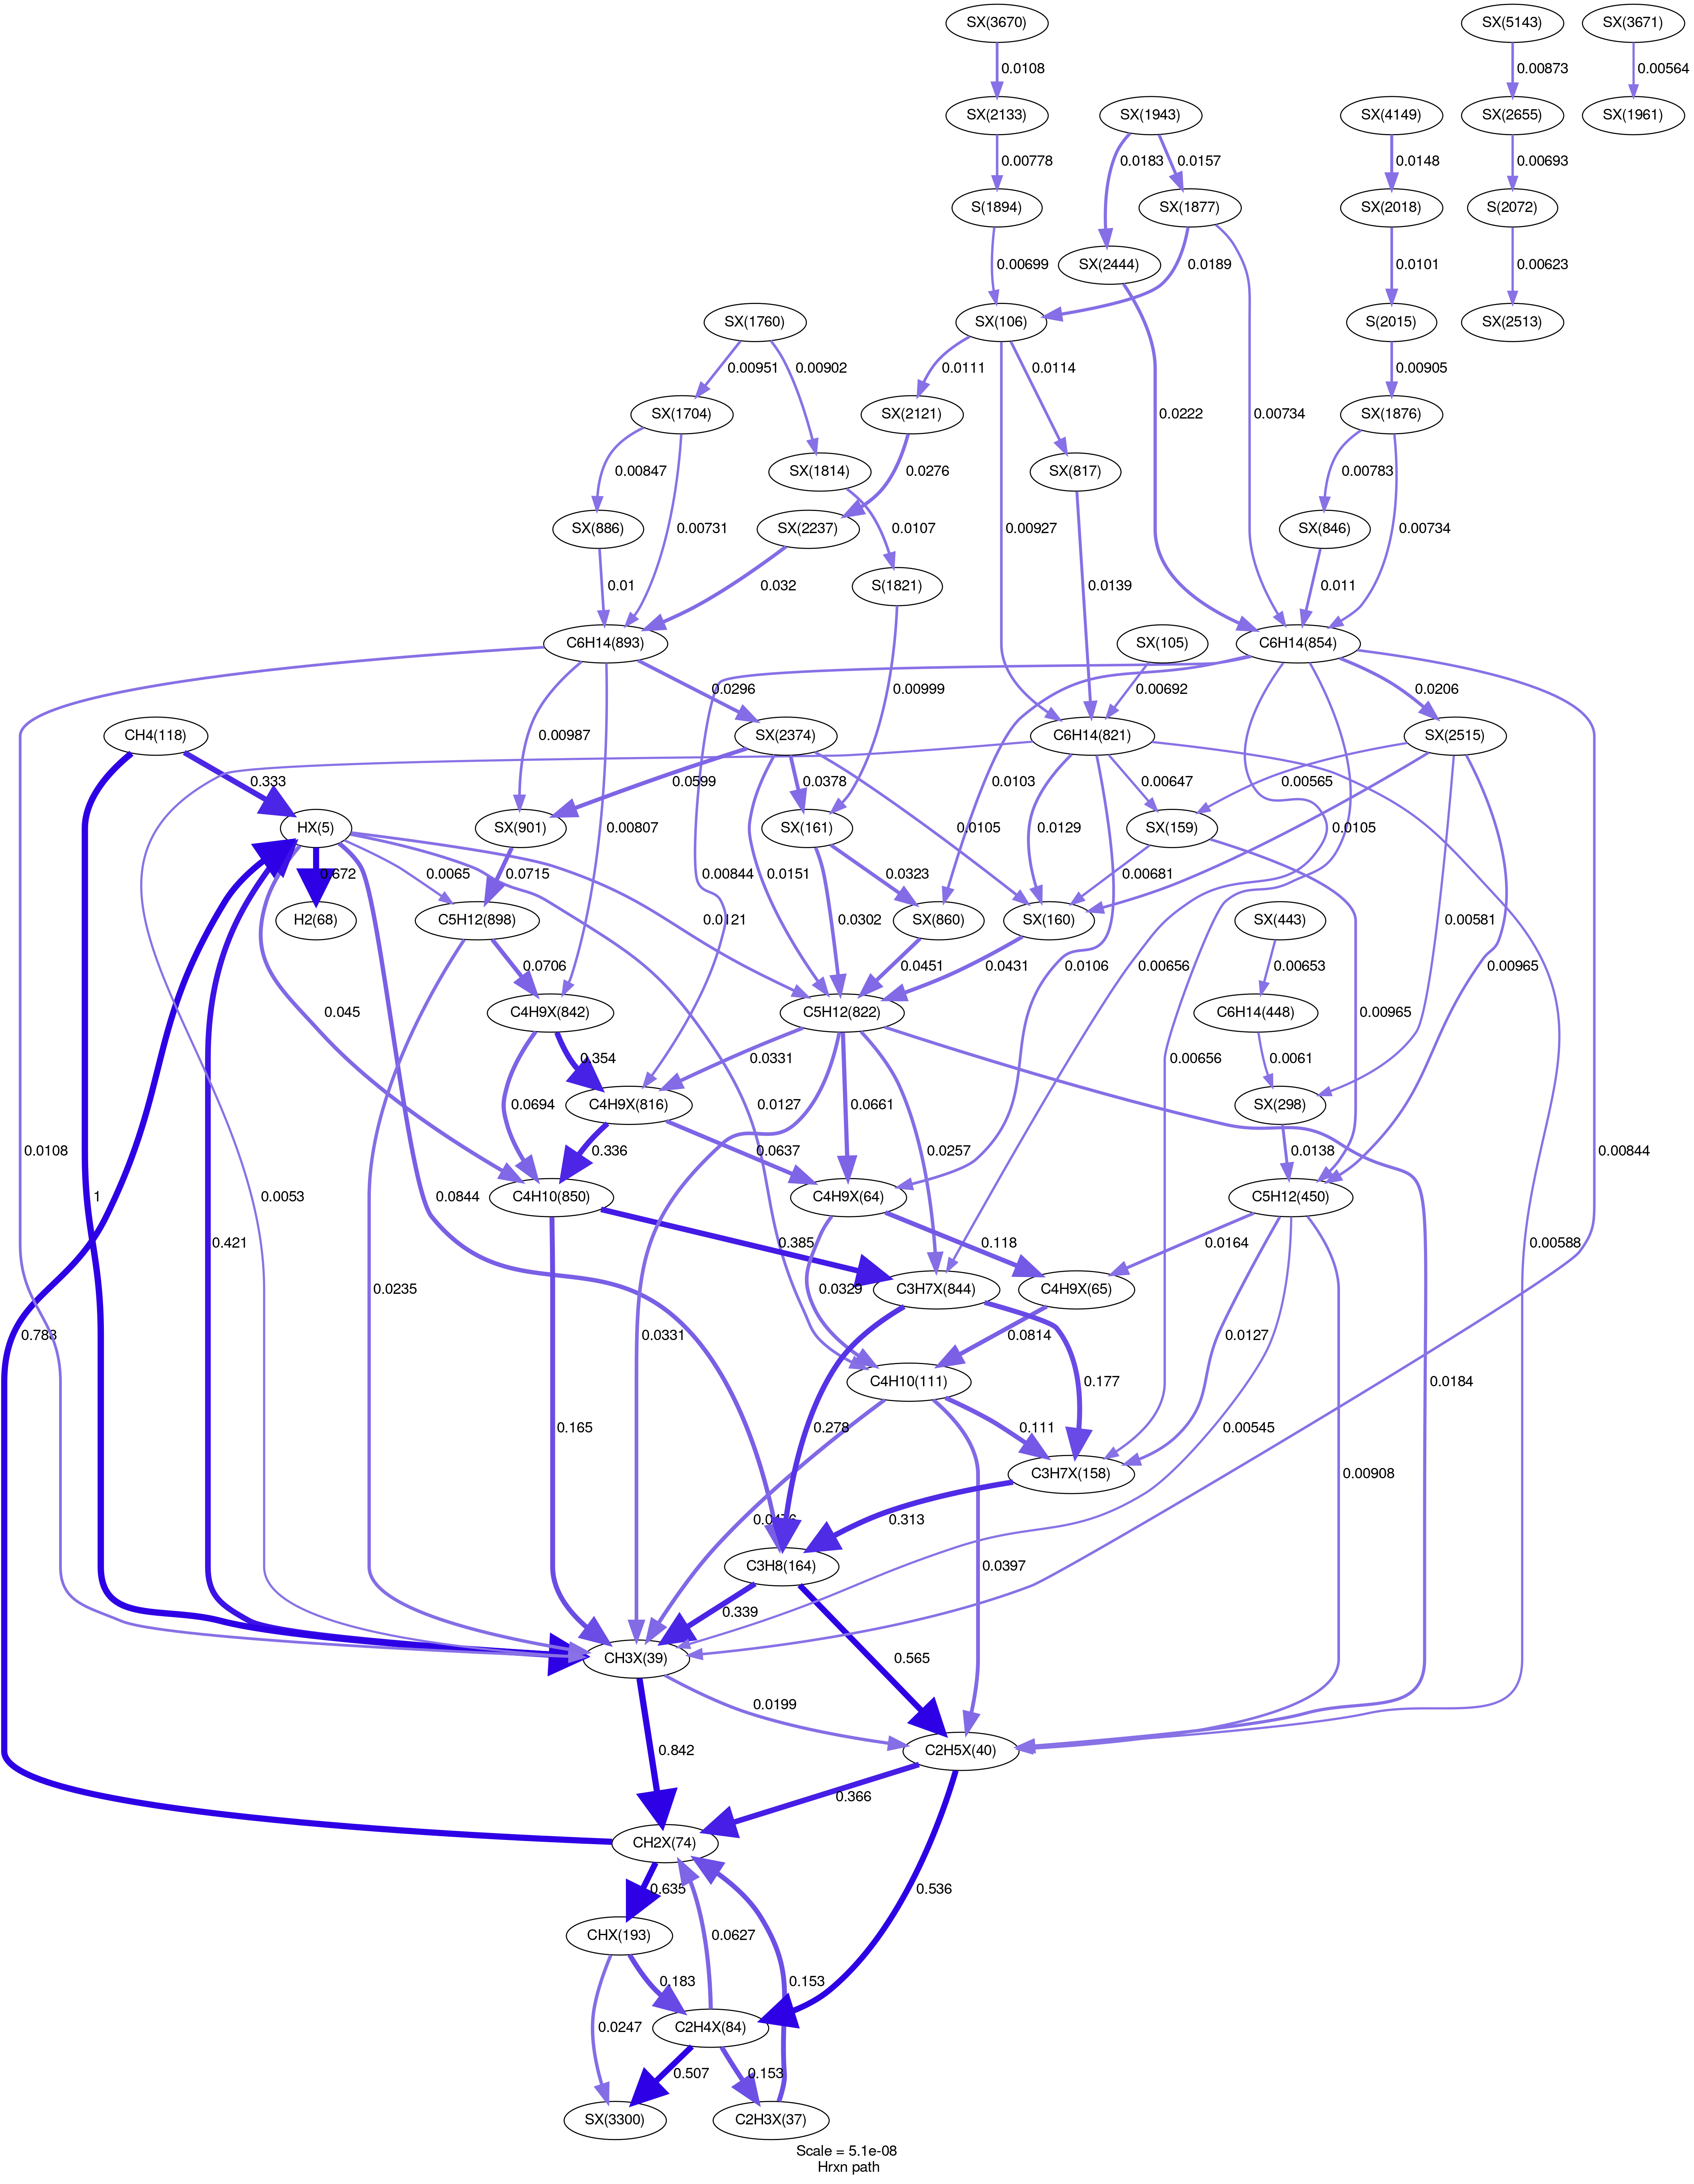 SX(3670)
SX(5143)
SX(3671)
0.0108
0.00873
0.00564
SX(2133)
SX(1943)
SX(4149)
SX(2655)
SX(1961)
0.00778
0.0183
0.0157
0.0148
0.00693
S(1894)
SX(1877)
SX(2018)
S(2072)
0.00699
SX(2444)
0.0189
0.0101
0.00623
SX(1760)
SX(106)
S(2015)
SX(2513)
0.00951
0.00902
0.0111
0.0114
0.00905
SX(1704)
SX(2121)
0.0222
0.00734
SX(1876)
0.00847
SX(1814)
0.0276
SX(817)
0.00783
SX(886)
0.00731
SX(2237)
0.0107
0.00927
SX(846)
0.00734
0.01
0.032
S(1821)
0.0139
0.011
C6H14(893)
SX(105)
C6H14(854)
0.0296
0.00999
0.00692
0.0206
CH4(118)
0.00987
SX(2374)
C6H14(821)
SX(2515)
0.333
0.0599
0.0378
0.0103
0.00647
0.00565
HX(5)
SX(901)
0.00807
SX(161)
0.0105
0.0129
SX(159)
0.0105
0.672
0.0065
0.0715
0.00844
0.0151
0.0323
0.00681
H2(68)
C5H12(898)
0.0121
0.0302
SX(860)
SX(160)
SX(443)
0.00581
0.0706
0.0451
0.0431
0.0106
0.00656
0.00653
0.00965
0.045
C4H9X(842)
C5H12(822)
C6H14(448)
0.00965
0.354
0.0331
0.00656
0.0061
C4H9X(816)
0.0127
SX(298)
0.0694
0.336
0.0637
0.0661
0.0257
0.0138
0.0108
1
0.0053
0.0844
C4H10(850)
C4H9X(64)
C5H12(450)
0.00844
0.421
0.385
0.118
0.0164
0.00588
0.0235
0.0329
C3H7X(844)
C4H9X(65)
0.783
0.0331
0.0814
0.0127
C4H10(111)
0.177
0.0184
0.165
0.278
0.111
0.00545
C3H7X(158)
0.00908
0.313
C3H8(164)
0.0397
0.339
CH3X(39)
0.565
0.0199
0.842
C2H5X(40)
0.366
CH2X(74)
0.635
0.536
CHX(193)
0.0627
0.183
0.153
0.0247
C2H4X(84)
0.507
0.153
SX(3300)
C2H3X(37)
Scale = 5.1e-08
Hrxn path